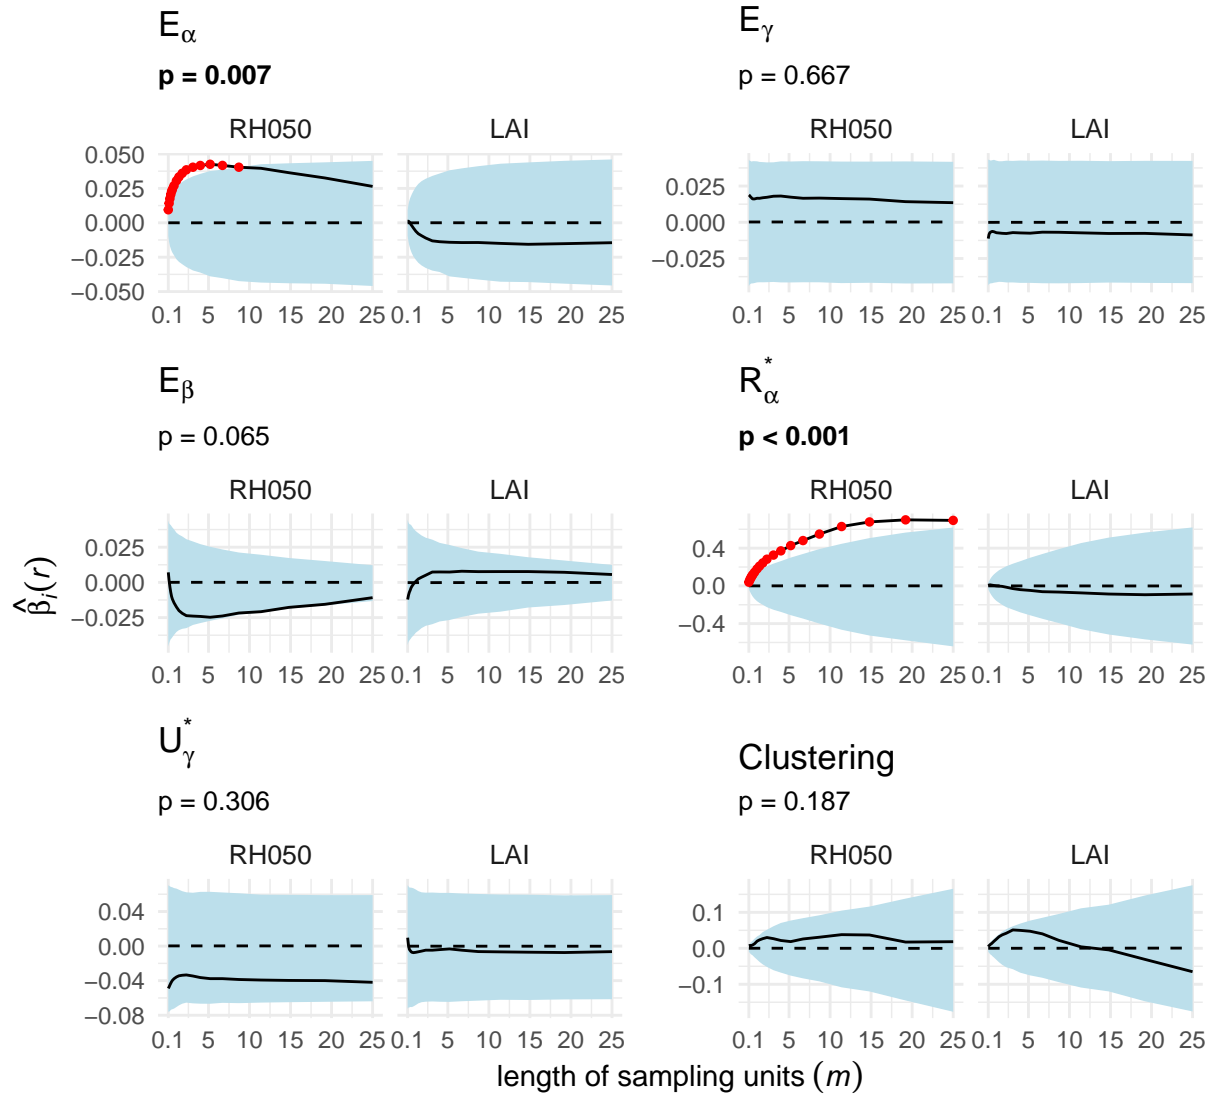 Eα
p = 0.007
RH050 LAI
0.050
0.025
0.000
−0.025
−0.050
0.1 5 10 15 20 25 0.1 5 10 15 20 25
Eγ
p = 0.667
RH050 LAI
0.025
0.000
−0.025
0.1 5 10 15 20 25 0.1 5 10 15 20 25
Eβ
p = 0.065
RH050 LAI
0.025
0.000
−0.025
0.1 5 10 15 20 25 0.1 5 10 15 20 25
R*α
p < 0.001
RH050 LAI
0.4
0.0
−0.4
0.1 5 10 15 20 25 0.1 5 10 15 20 25
U*γ
p = 0.306
RH050 LAI
0.04
0.00
−0.04
−0.08
0.1 5 10 15 20 25 0.1 5 10 15 20 25
Clustering
p = 0.187
RH050 LAI
0.1
0.0
−0.1
0.1 5 10 15 20 25 0.1 5 10 15 20 25
β̂i(r)
length of sampling units (m)